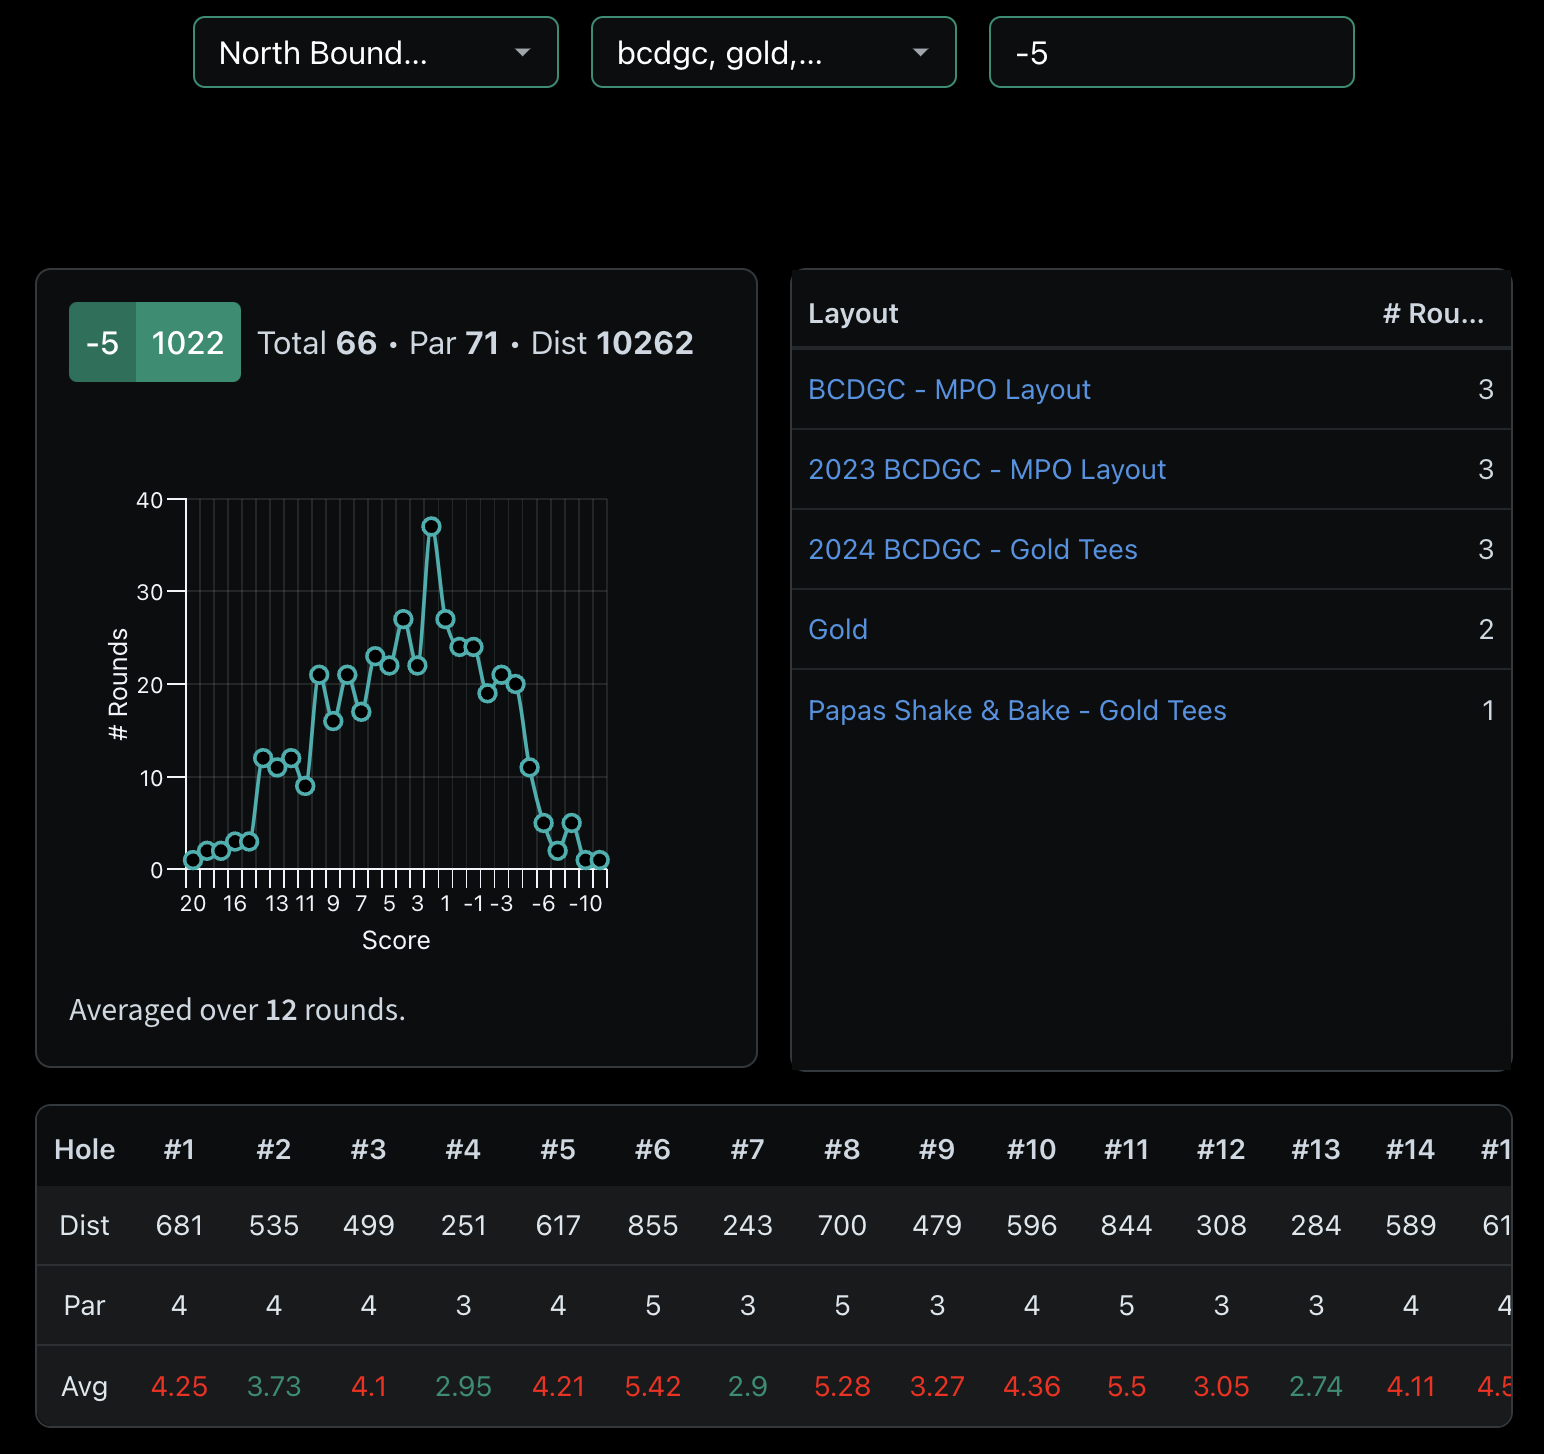 North Bound... bcdgc, gold,... -5
-5 1022 Total 66 • Par 71 • Dist 10262
40
30
20
10
0
# Rounds
20 16 13 11 9 7 5 3 1 -1 -3 -6 -10
Score
Averaged over 12 rounds.
Layout # Rou...
BCDGC - MPO Layout 3
2023 BCDGC - MPO Layout 3
2024 BCDGC - Gold Tees 3
Gold 2
Papas Shake & Bake - Gold Tees 1
Hole #1 #2 #3 #4 #5 #6 #7 #8 #9 #10 #11 #12 #13 #14 #1
Dist 681 535 499 251 617 855 243 700 479 596 844 308 284 589 61
Par 4 4 4 3 4 5 3 5 3 4 5 3 3 4 4
Avg 4.25 3.73 4.1 2.95 4.21 5.42 2.9 5.28 3.27 4.36 5.5 3.05 2.74 4.11 4.5